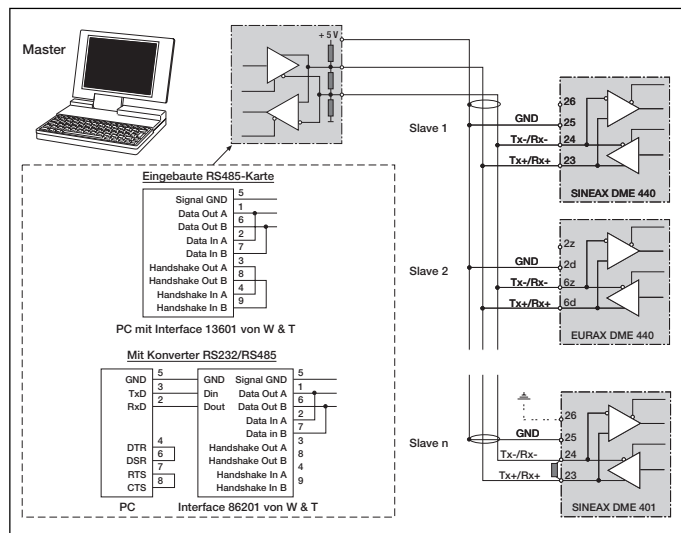 Master
+ 5 V
Eingebaute RS485-Karte
Signal GND 5
Data Out A 1
Data Out B 6
Data In A 2
Data In B 7
Handshake Out A 3
Handshake Out B 8
Handshake In A 4
Handshake In B 9
PC mit Interface 13601 von W & T
Mit Konverter RS232/RS485
GND 5 GND Signal GND 5
TxD 3 Din Data Out A 1
RxD 2 Dout Data Out B 6
Data In A 2
Data in B 7
DTR 4 Handshake Out A 3
DSR 6 Handshake Out B 8
RTS 7 Handshake In A 4
CTS 8 Handshake In B 9
PC Interface 86201 von W & T
Slave 1
26
GND 25
Tx-/Rx- 24
Tx+/Rx+ 23
SINEAX DME 440
Slave 2
2z
GND 2d
Tx-/Rx- 6z
Tx+/Rx+ 6d
EURAX DME 440
Slave n
26
GND 25
Tx-/Rx- 24
Tx+/Rx+ 23
SINEAX DME 401